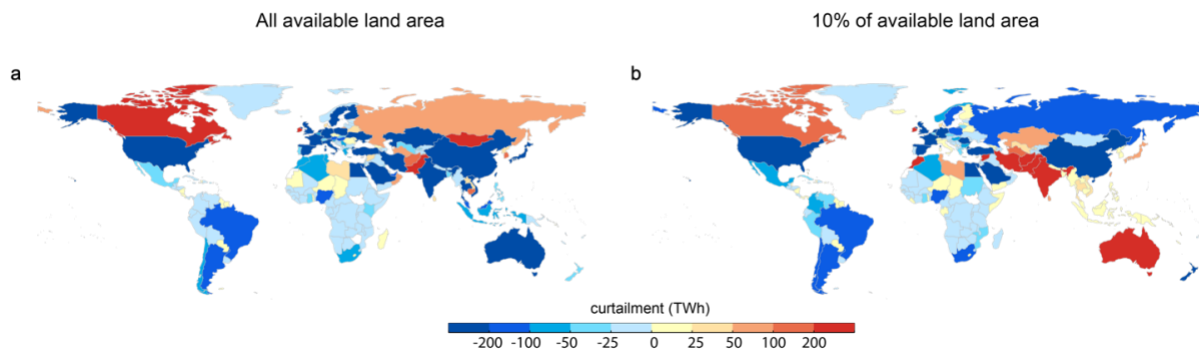 All available land area
10% of available land area
a
b
curtailment (TWh)
-200 -100 -50 -25 0 25 50 100 200